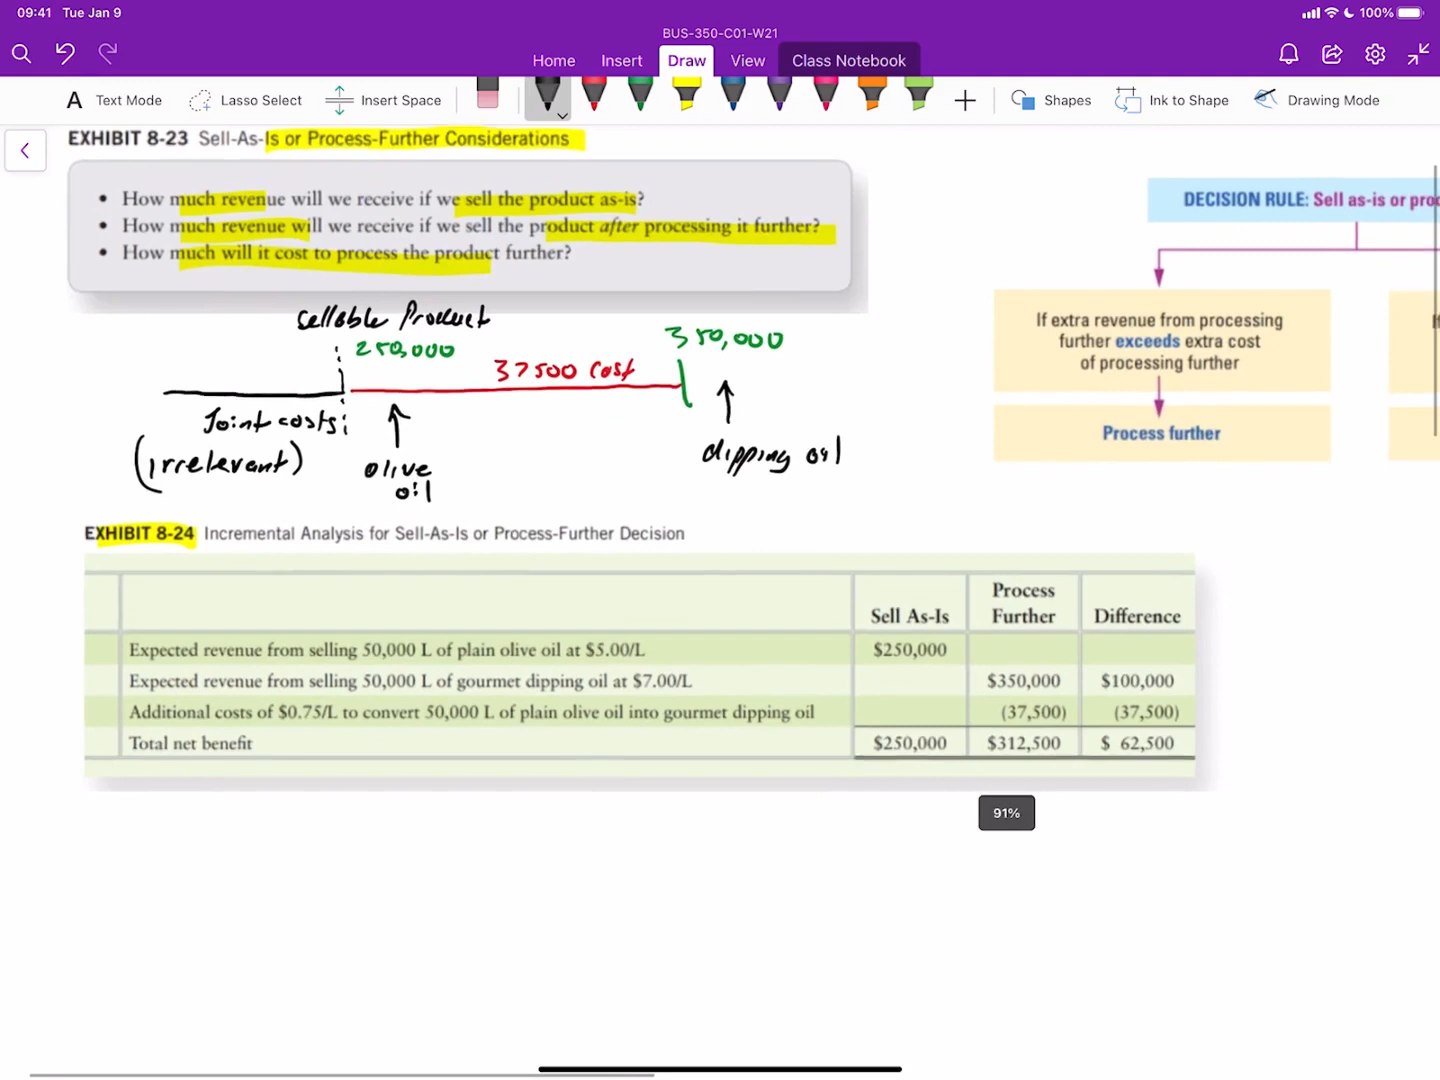 09:41 Tue Jan 9
100%
BUS-350-C01-W21
Home Insert Draw View Class Notebook
A Text Mode Lasso Select Insert Space Shapes Ink to Shape Drawing Mode
EXHIBIT 8-23 Sell-As-Is or Process-Further Considerations
• How much revenue will we receive if we sell the product as-is?
• How much revenue will we receive if we sell the product after processing it further?
• How much will it cost to process the product further?
DECISION RULE: Sell as-is or proc
If extra revenue from processing
further exceeds extra cost
of processing further
Process further
Sellable Product
250,000
37500 Cost
350,000
Joint costs
(irrelevant)
olive
oil
dipping oil
EXHIBIT 8-24 Incremental Analysis for Sell-As-Is or Process-Further Decision
Sell As-Is Process Further Difference
Expected revenue from selling 50,000 L of plain olive oil at $5.00/L $250,000
Expected revenue from selling 50,000 L of gourmet dipping oil at $7.00/L $350,000 $100,000
Additional costs of $0.75/L to convert 50,000 L of plain olive oil into gourmet dipping oil (37,500) (37,500)
Total net benefit $250,000 $312,500 $ 62,500
91%